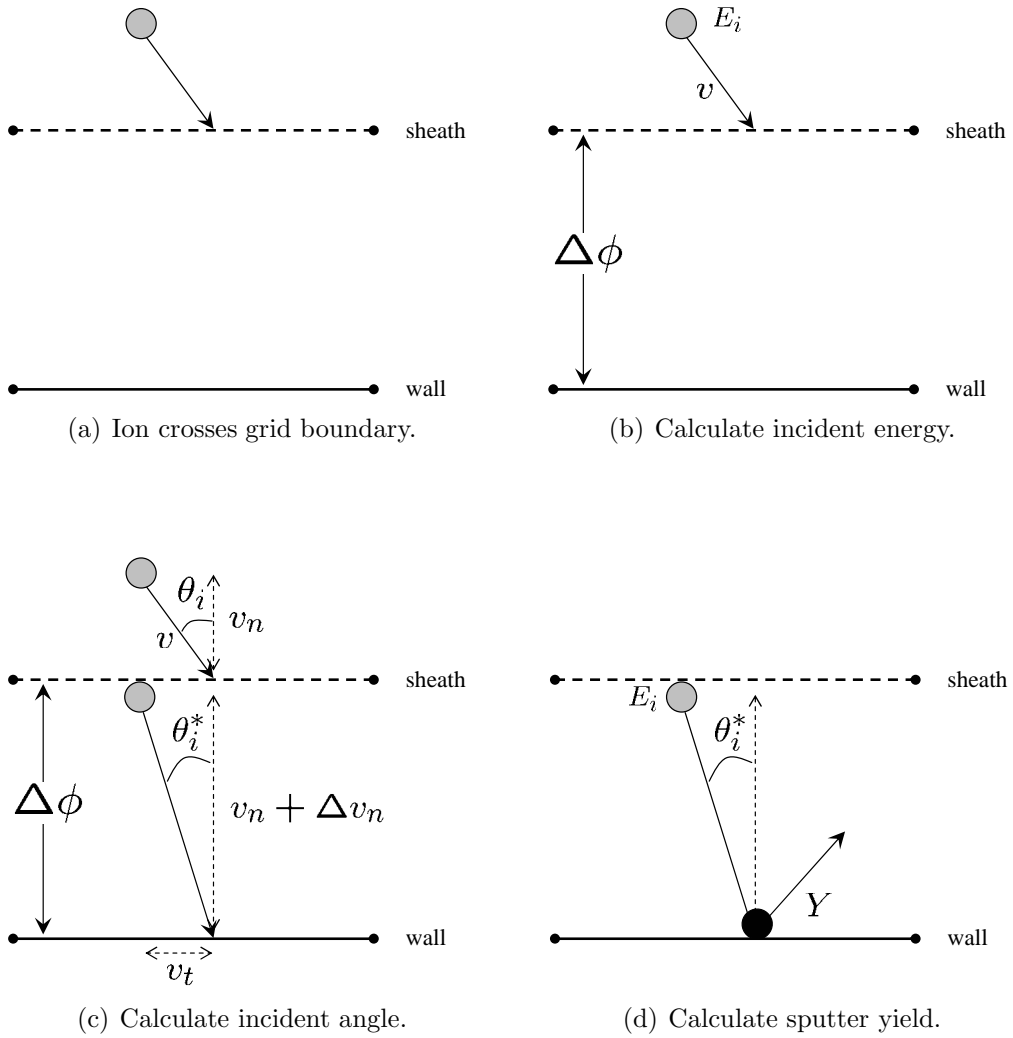 sheath
wall
(a) Ion crosses grid boundary.
E_i
v
sheath
Δϕ
wall
(b) Calculate incident energy.
θ_i
v_n
v
sheath
θ_i^*
Δϕ
v_n + Δv_n
wall
v_t
(c) Calculate incident angle.
sheath
E_i
θ_i^*
Y
wall
(d) Calculate sputter yield.